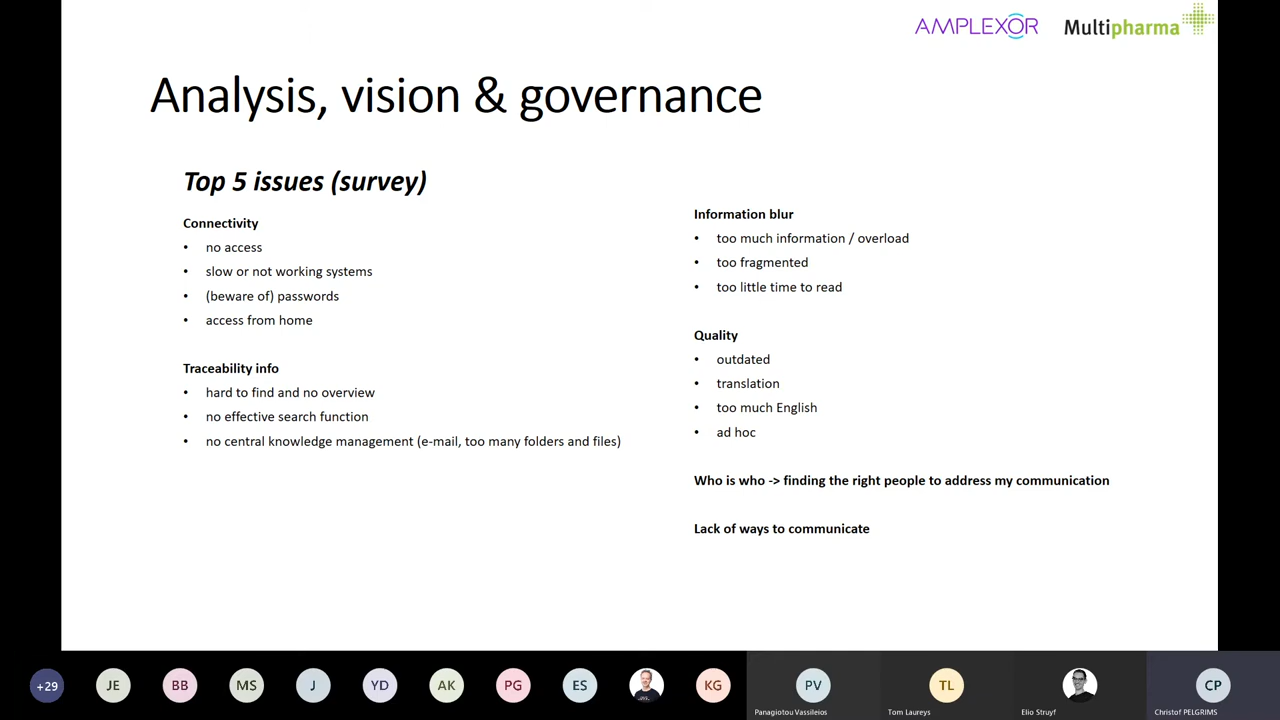 AMPLEXOR
Multipharma
Analysis, vision & governance
Top 5 issues (survey)
Connectivity
• no access
• slow or not working systems
• (beware of) passwords
• access from home
Traceability info
• hard to find and no overview
• no effective search function
• no central knowledge management (e-mail, too many folders and files)
Information blur
• too much information / overload
• too fragmented
• too little time to read
Quality
• outdated
• translation
• too much English
• ad hoc
Who is who -> finding the right people to address my communication
Lack of ways to communicate
+29
JE
BB
MS
J
YD
AK
PG
ES
KG
PV
Panagiotou Vassileios
TL
Tom Laureys
Elio Struyf
CP
Christof PELGRIMS